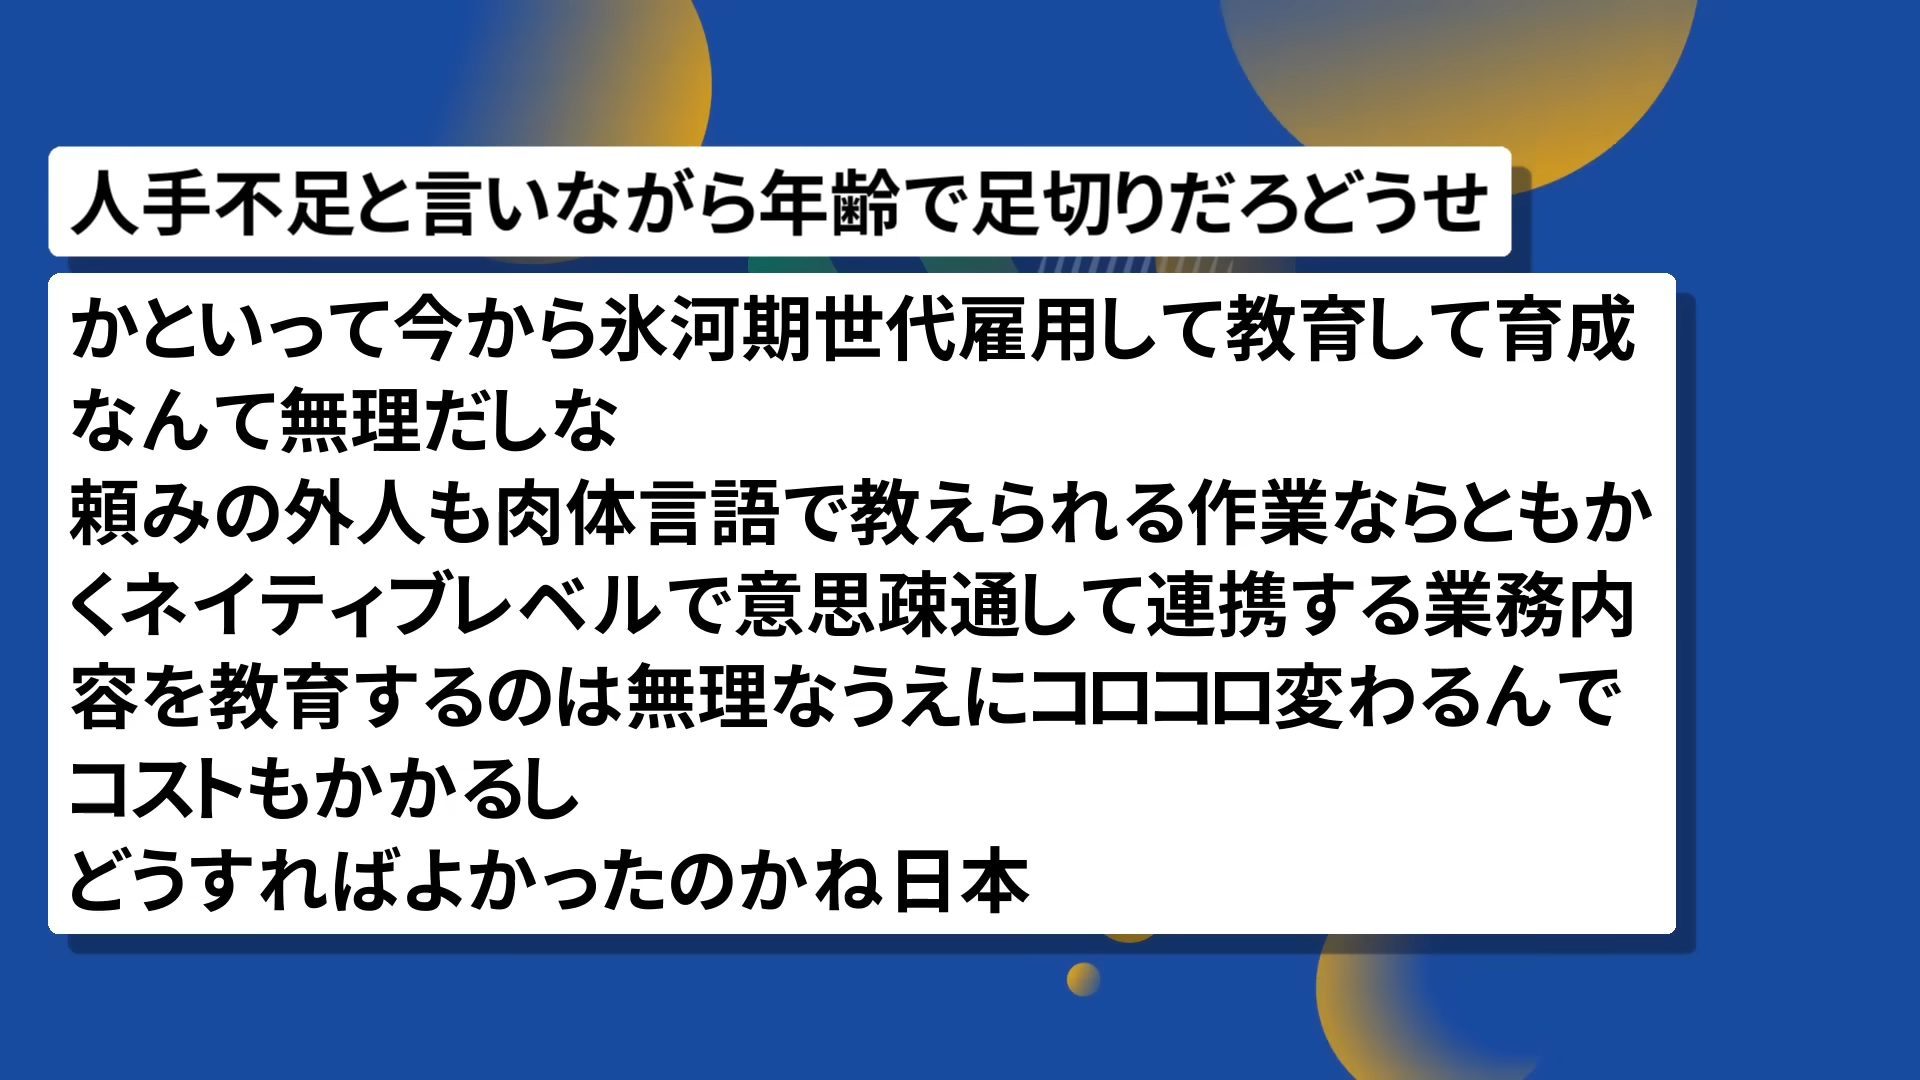 人手不足と言いながら年齢で足切りだろどうせ
かといって今から氷河期世代雇用して教育して育成
なんて無理だしな
頼みの外人も肉体言語で教えられる作業ならともか
くネイティブレベルで意思疎通して連携する業務内
容を教育するのは無理なうえにコロコロ変わるんで
コストもかかるし
どうすればよかったのかね日本